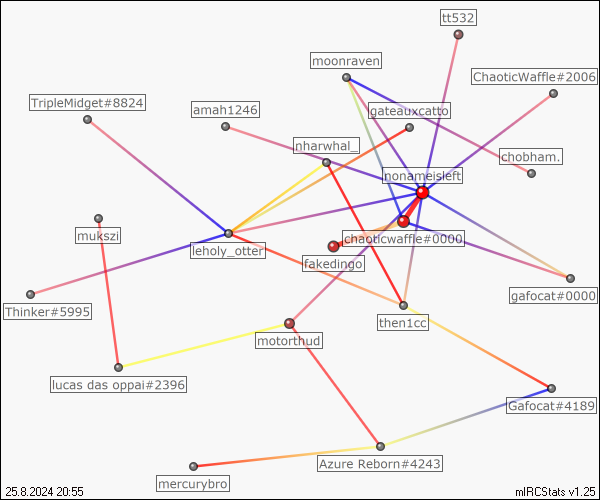 tt532
moonraven
ChaoticWaffle#2006
TripleMidget#8824
amah1246
gateauxcatto
nharwhal_
chobham.
nonameisleft
mukszi
chaoticwaffle#0000
leholy_otter
fakedingo
gafocat#0000
Thinker#5995
then1cc
motorthud
lucas das oppai#2396
Gafocat#4189
Azure Reborn#4243
mercurybro
25.8.2024 20:55
mIRCStats v1.25